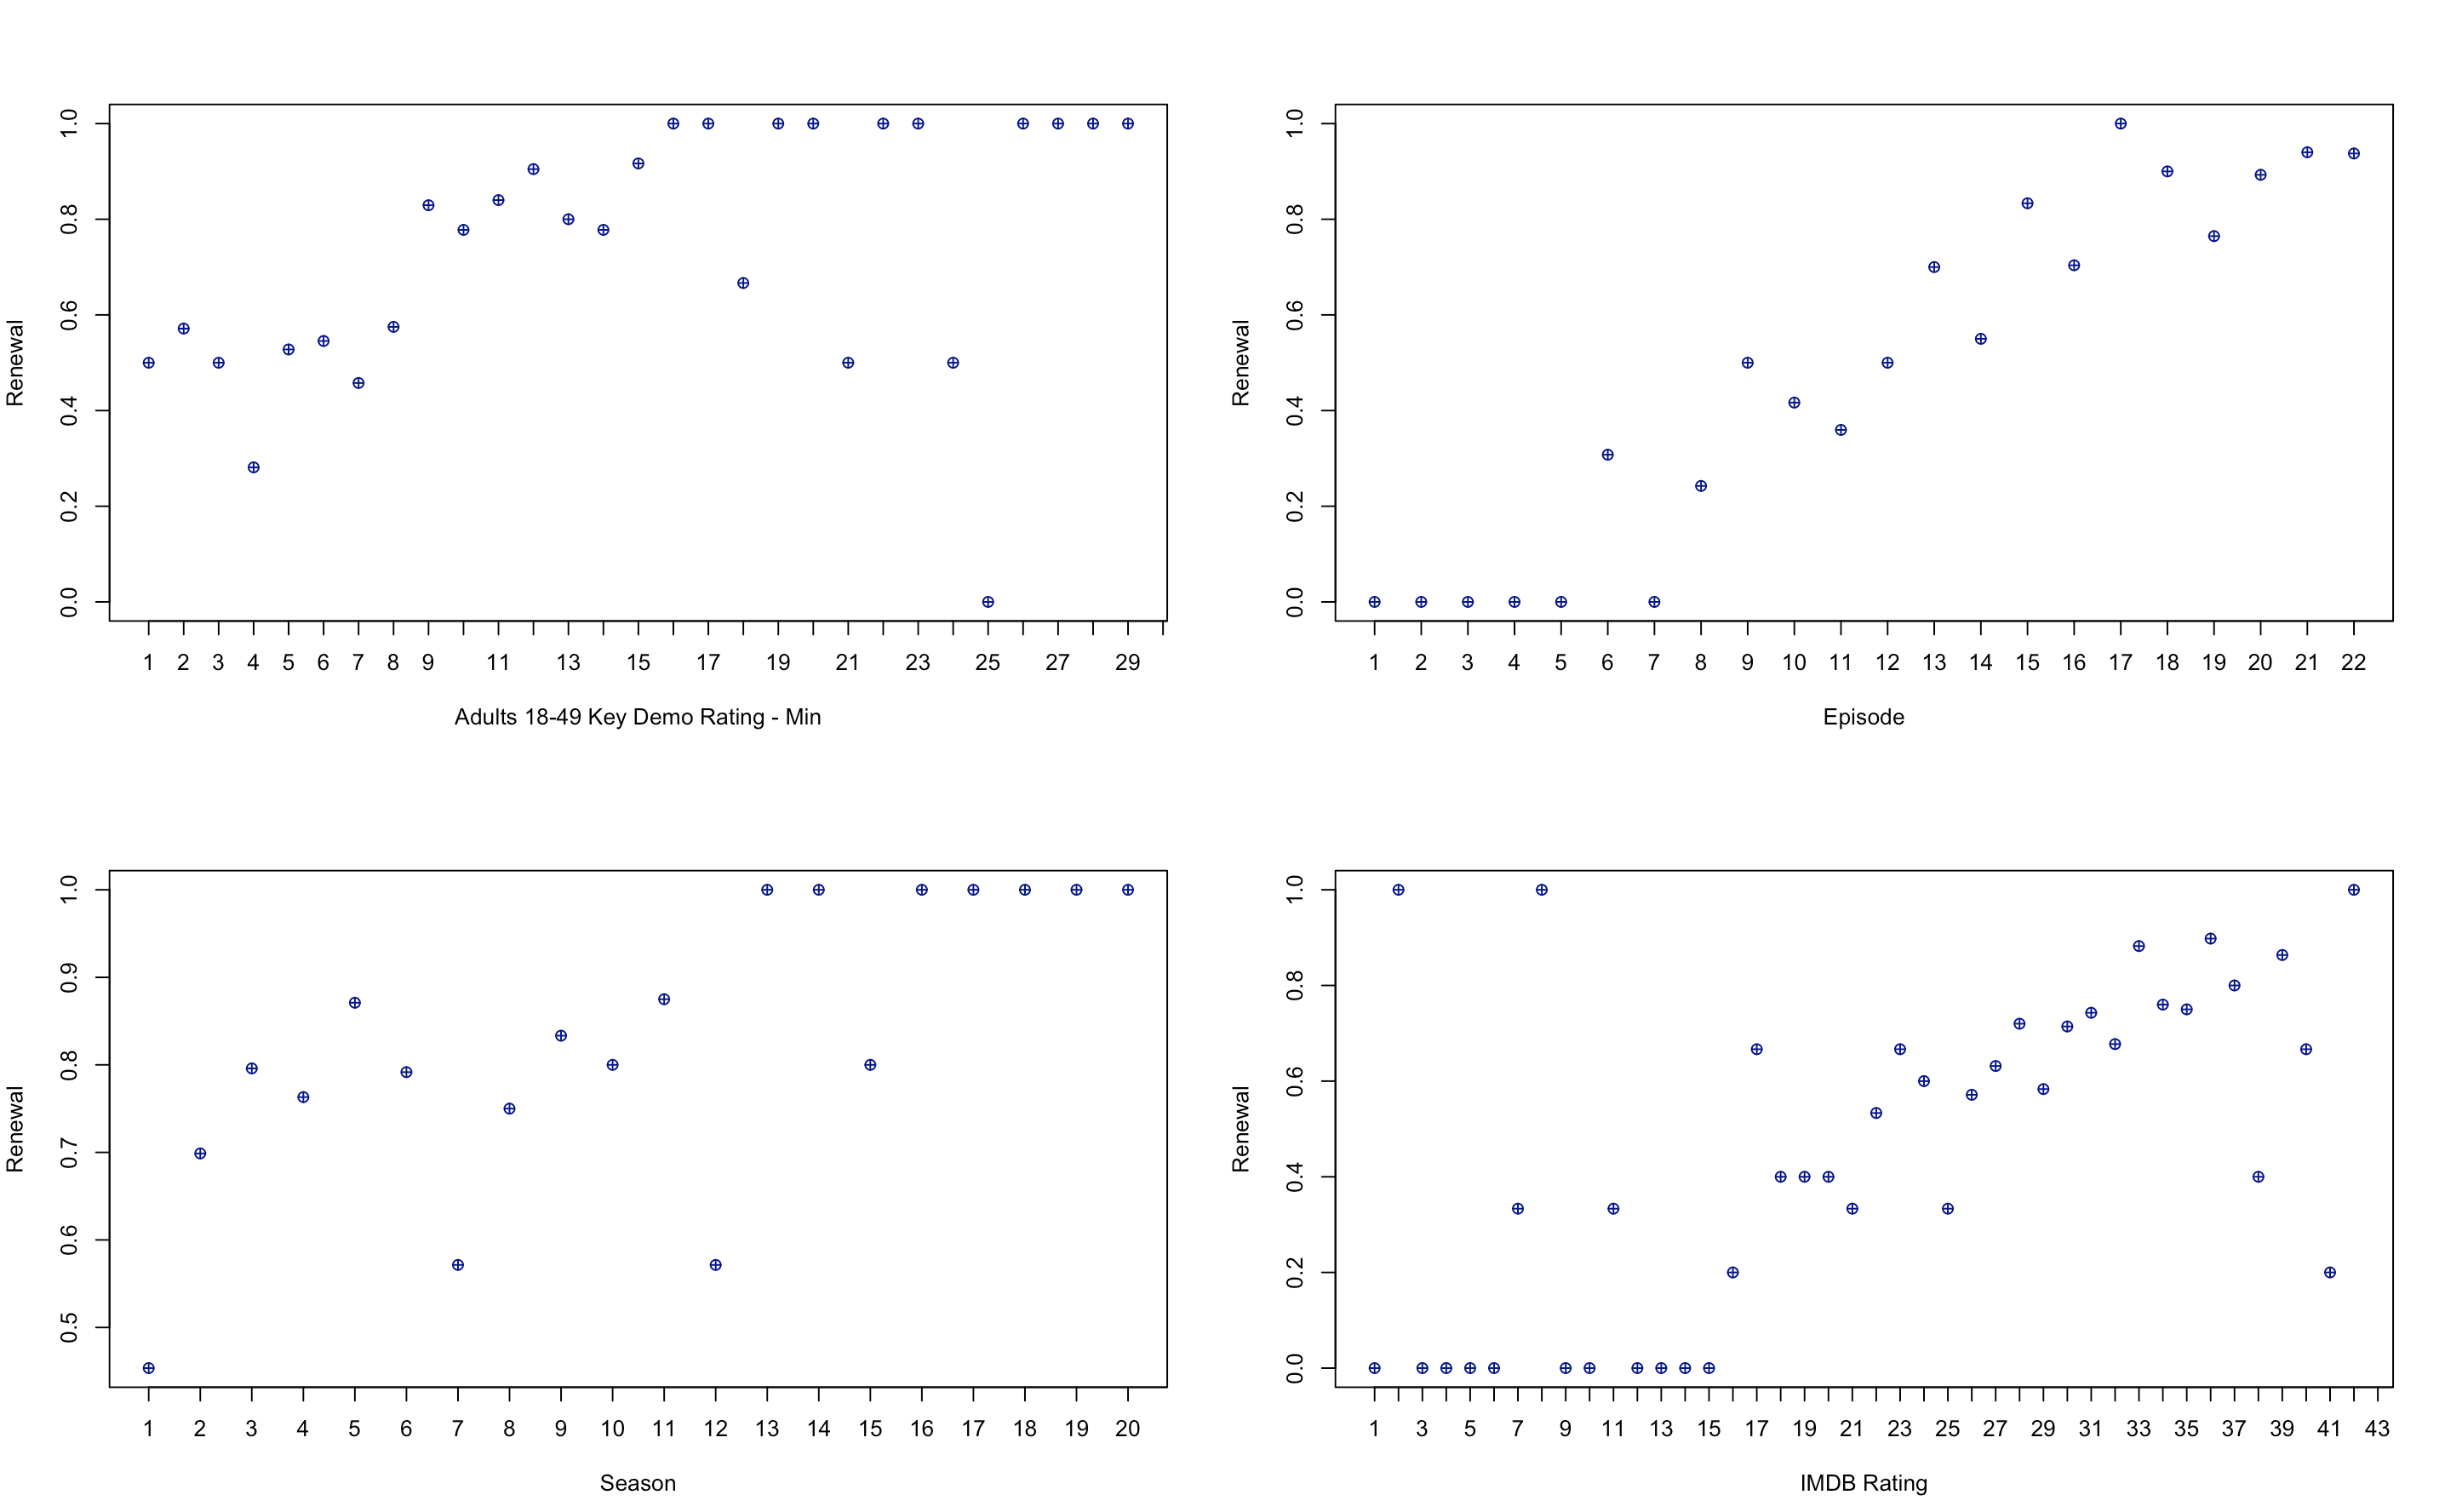 Renewal
1.0
0.8
0.6
0.4
0.2
0.0
1 2 3 4 5 6 7 8 9 11 13 15 17 19 21 23 25 27 29
Adults 18-49 Key Demo Rating - Min
Renewal
1.0
0.8
0.6
0.4
0.2
0.0
1 2 3 4 5 6 7 8 9 10 11 12 13 14 15 16 17 18 19 20 21 22
Episode
Renewal
1.0
0.9
0.8
0.7
0.6
0.5
1 2 3 4 5 6 7 8 9 10 11 12 13 14 15 16 17 18 19 20
Season
Renewal
1.0
0.8
0.6
0.4
0.2
0.0
1 3 5 7 9 11 13 15 17 19 21 23 25 27 29 31 33 35 37 39 41 43
IMDB Rating